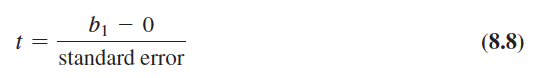 t = b₁ − 0 / standard error (8.8)